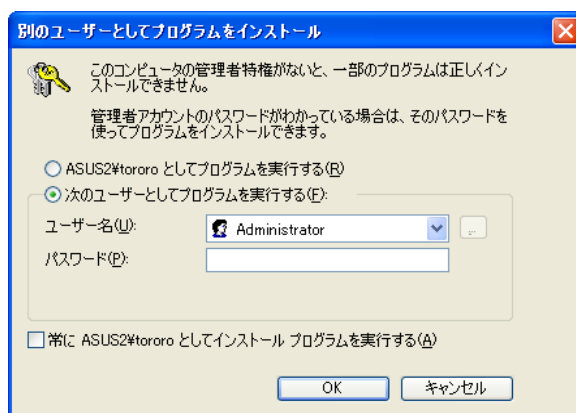 別のユーザーとしてプログラムをインストール
このコンピュータの管理者特権がないと、一部のプログラムは正しくイン
ストールできません。
管理者アカウントのパスワードがわかっている場合は、そのパスワードを
使ってプログラムをインストールできます。
ASUS2¥tororo としてプログラムを実行する(R)
次のユーザーとしてプログラムを実行する(F):
ユーザー名(U):
Administrator
...
パスワード(P):
常に ASUS2¥tororo としてインストール プログラムを実行する(A)
OK
キャンセル